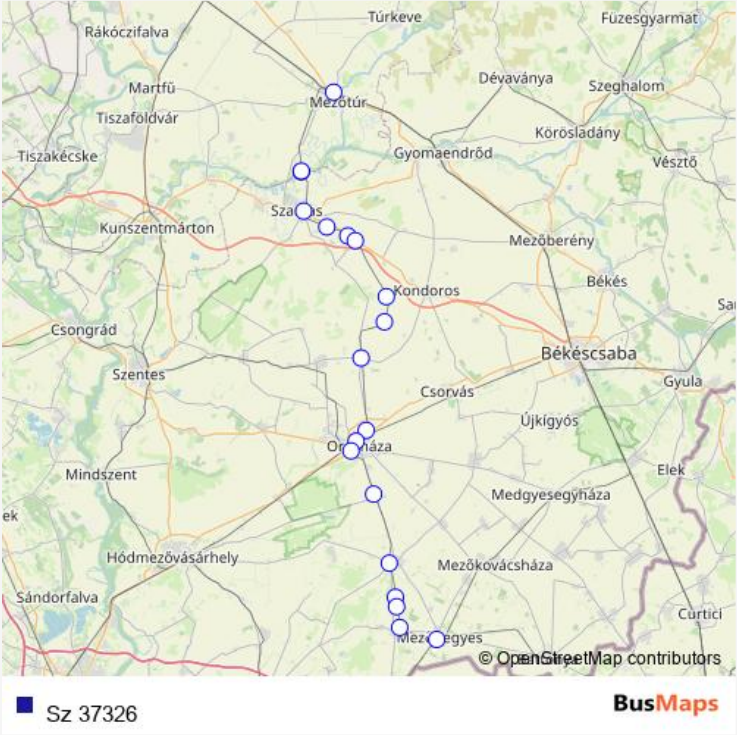 Túrkeve
Füzesgyarmat
Rákóczifalva
Dévaványa
Szeghalom
Martfű
Mezőtúr
Tiszaföldvár
Körösladány
Gyomaendrőd
Tiszakécske
Vésztő
Kunszentmárton
Mezőberény
Békés
Kondoros
Csongrád
Békéscsaba
Szentes
Gyula
Csorvás
Újkígyós
Mindszent
Elek
Medgyesegyháza
ek
Hódmezővásárhely
Mezőkovácsháza
Sándorfalva
Curtici
© OpenStreetMap contributors
Sz 37326
BusMaps